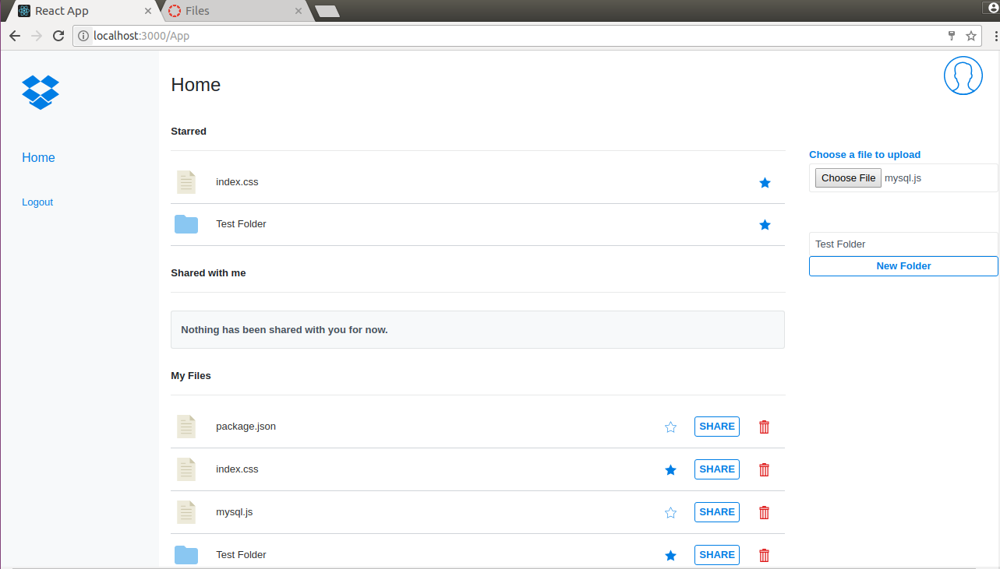 React App
Files
localhost:3000/App
Home
Home
Logout
Starred
index.css
Test Folder
Shared with me
Nothing has been shared with you for now.
My Files
package.json SHARE
index.css SHARE
mysql.js SHARE
Test Folder SHARE
Choose a file to upload
Choose File mysql.js
Test Folder
New Folder